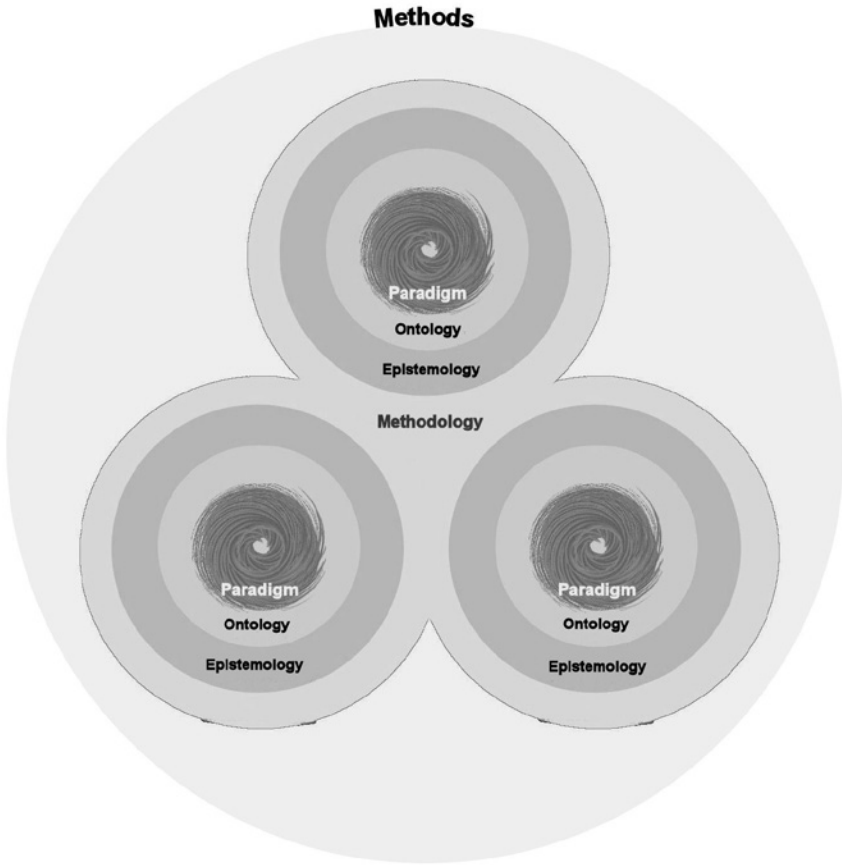 Methods
Paradigm
Ontology
Epistemology
Methodology
Paradigm
Ontology
Epistemology
Paradigm
Ontology
Epistemology